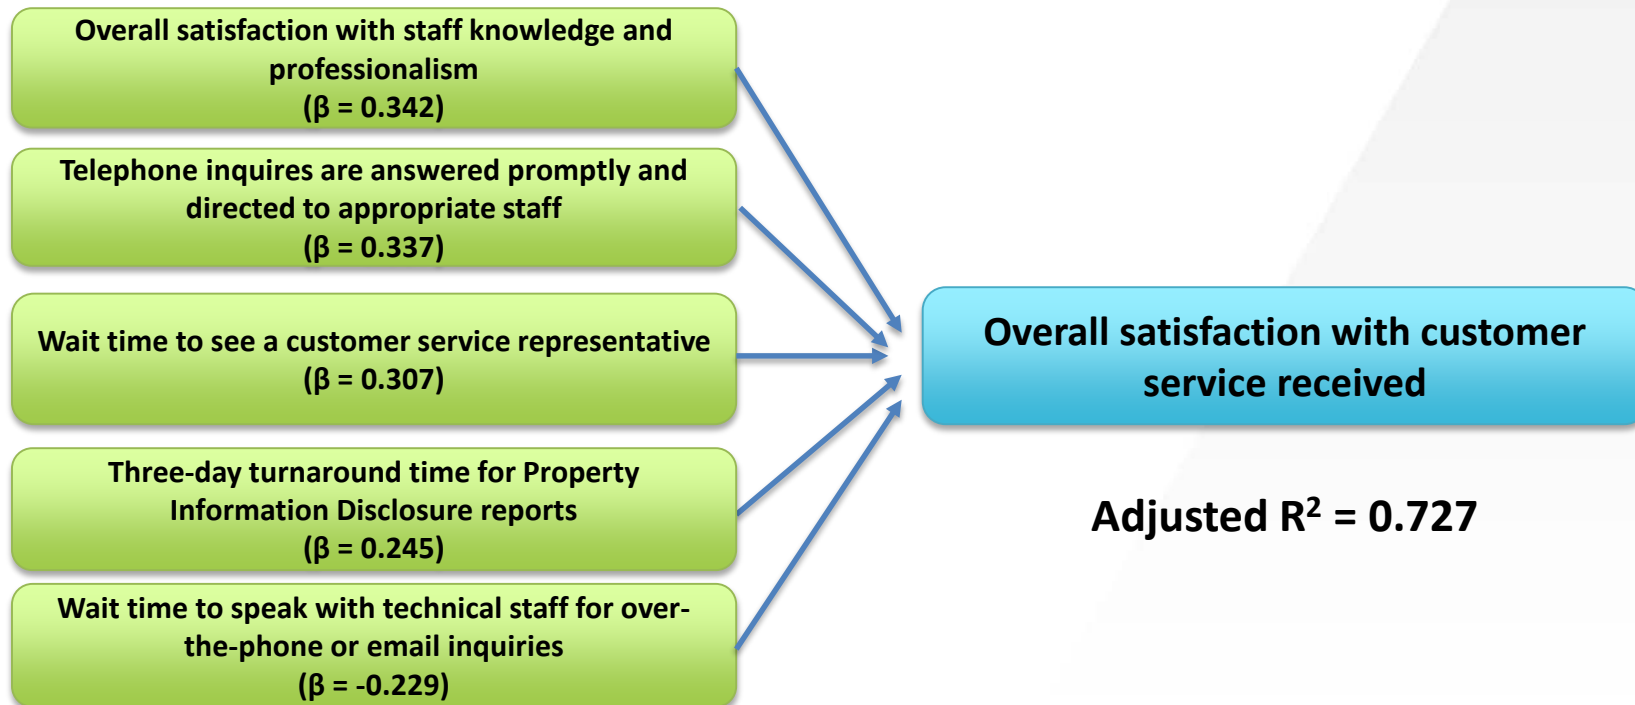 Overall satisfaction with staff knowledge and
professionalism
(β = 0.342)
Telephone inquires are answered promptly and
directed to appropriate staff
(β = 0.337)
Wait time to see a customer service representative
(β = 0.307)
Three-day turnaround time for Property
Information Disclosure reports
(β = 0.245)
Wait time to speak with technical staff for over-
the-phone or email inquiries
(β = -0.229)
Overall satisfaction with customer
service received
Adjusted R² = 0.727